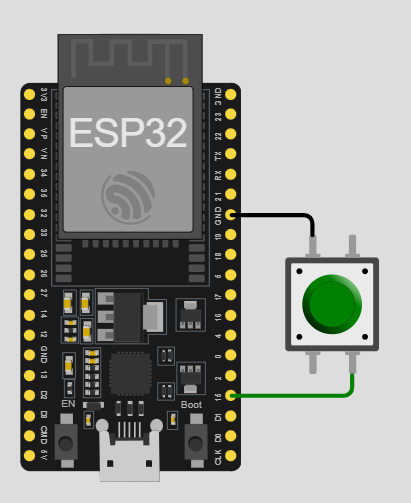 ESP32
3V3
EN
VP
VN
34
35
32
33
25
26
27
14
12
GND
13
D2
D3
CMD
5V
GND
23
22
TX
RX
21
GND
19
18
5
17
16
4
0
2
15
D1
D0
CLK
EN
Boot